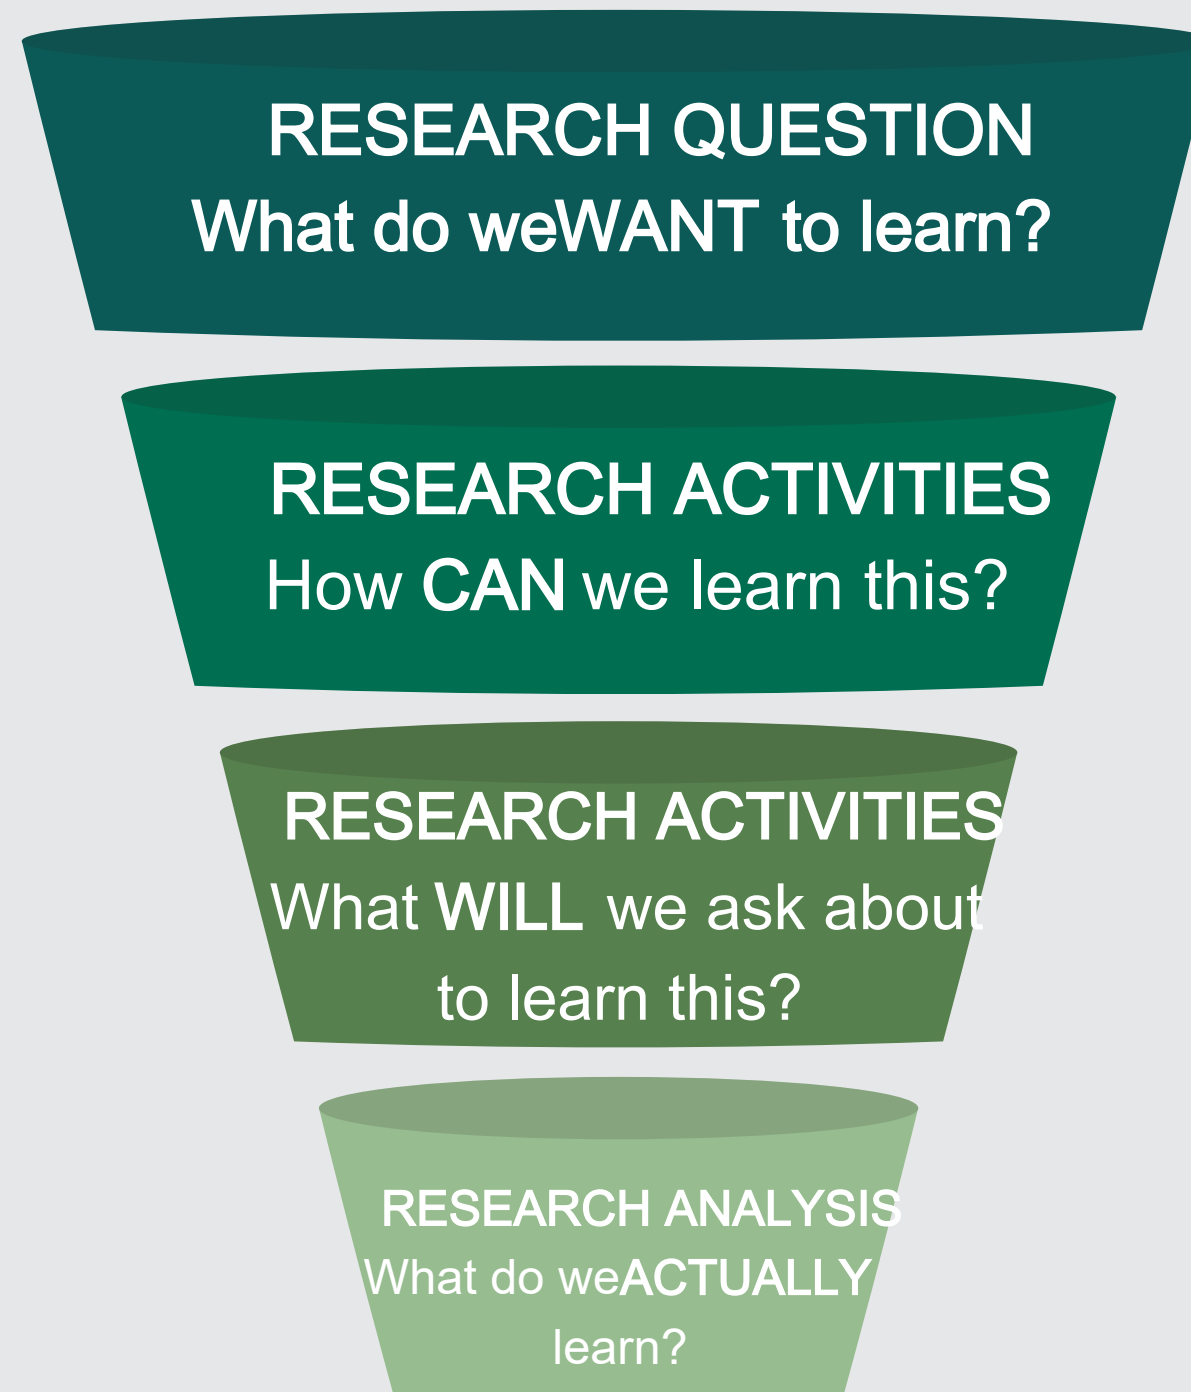 RESEARCH QUESTION
What do weWANT to learn?
RESEARCH ACTIVITIES
How CAN we learn this?
RESEARCH ACTIVITIES
What WILL we ask about
to learn this?
RESEARCH ANALYSIS
What do weACTUALLY
learn?